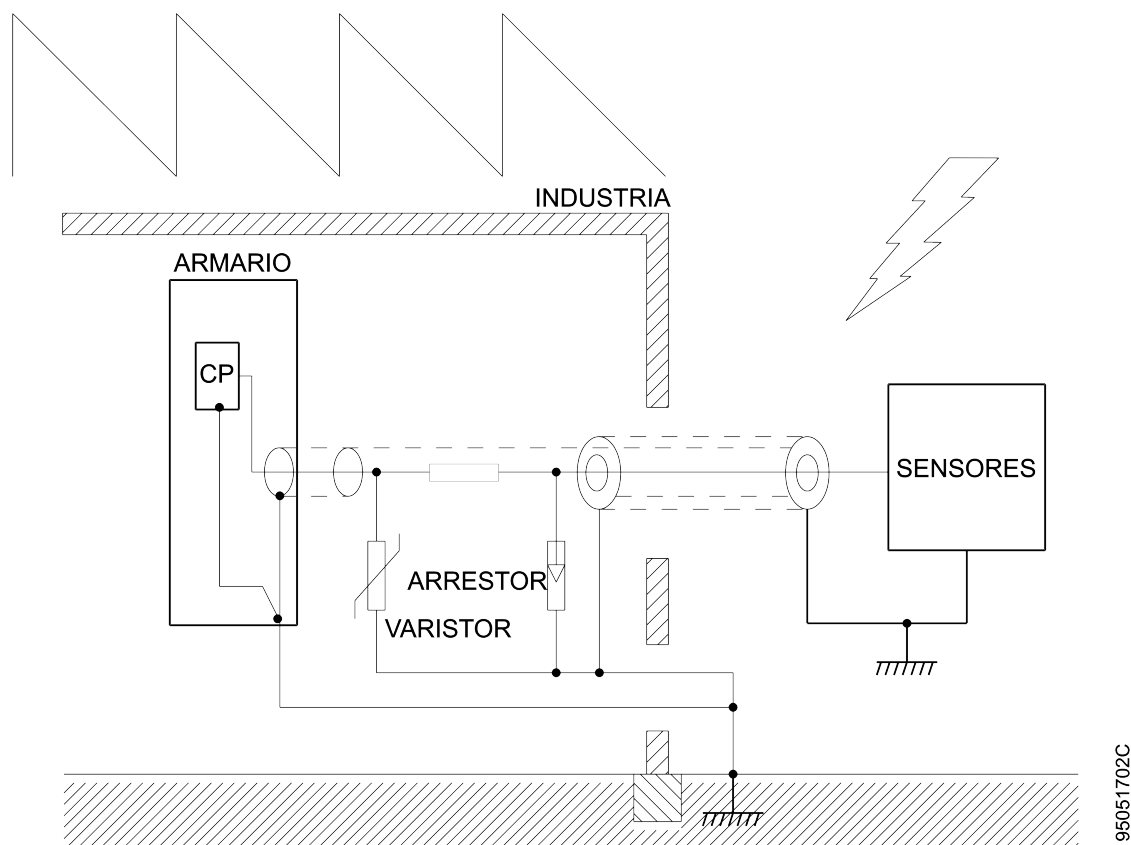 INDUSTRIA
ARMARIO
CP
SENSORES
ARRESTOR
VARISTOR
95051702C